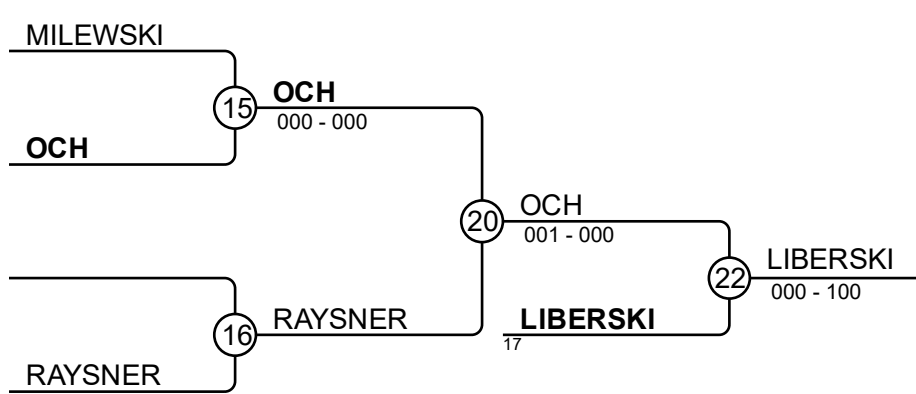 MILEWSKI
15
OCH
000 - 000
OCH
20
OCH
001 - 000
22
LIBERSKI
000 - 100
16
RAYSNER
LIBERSKI
17
RAYSNER